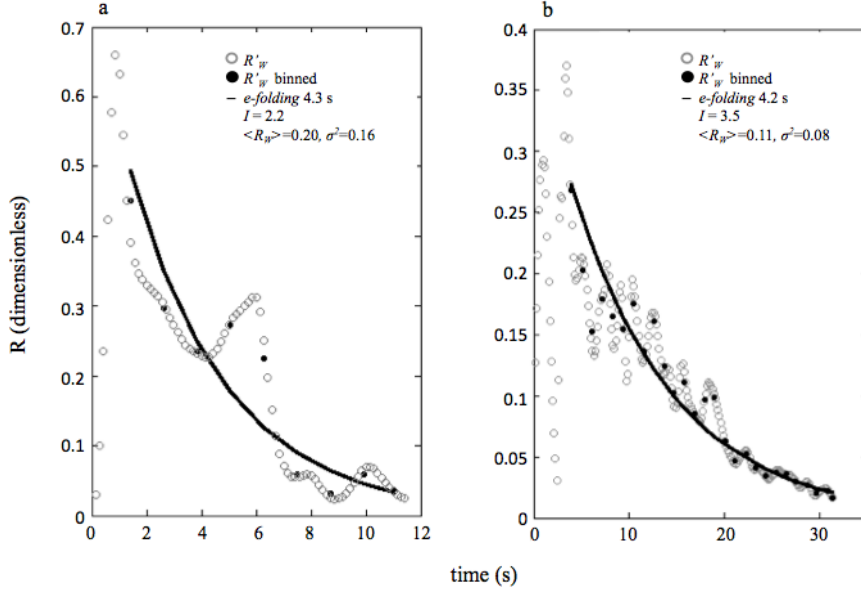 a
b
0.7
0.6
0.5
0.4
0.3
0.2
0.1
0
0
2
4
6
8
10
12
R'W
R'W binned
e-folding 4.3 s
I = 2.2
<RW>=0.20, σ²=0.16
0.4
0.35
0.3
0.25
0.2
0.15
0.1
0.05
0
0
10
20
30
R'W
R'W binned
e-folding 4.2 s
I = 3.5
<RW>=0.11, σ²=0.08
R (dimensionless)
time (s)